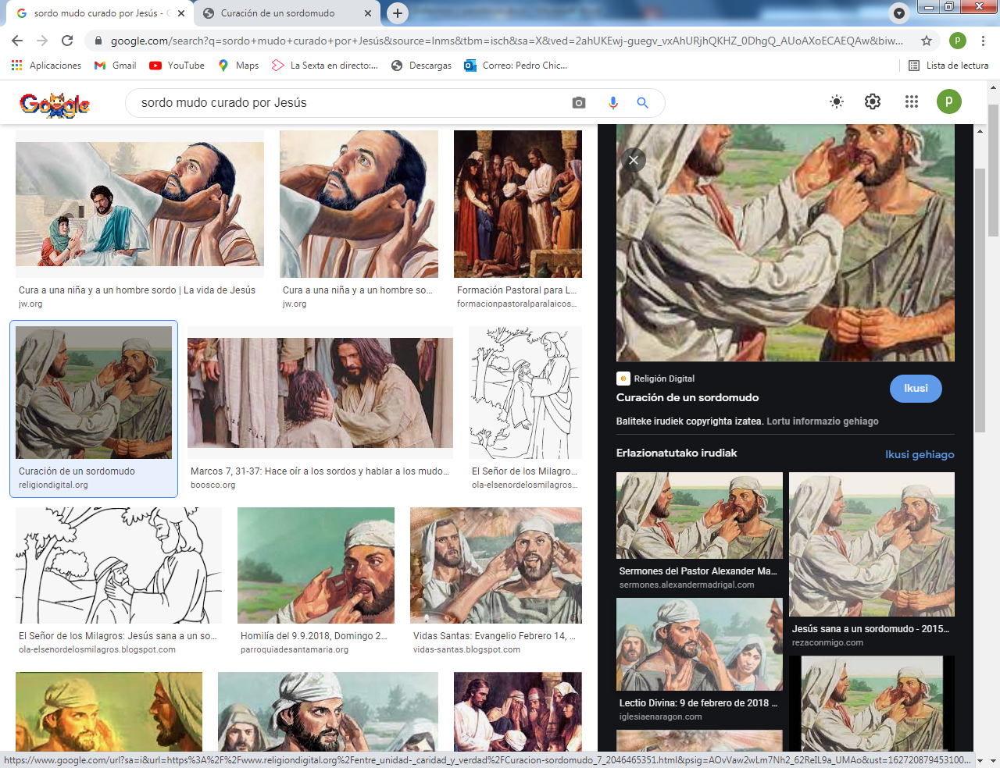 sordo mudo curado por Jesús - G
Curación de un sordomudo
google.com/search?q=sordo+mudo+curado+por+Jesús&source=lnms&tbm=isch&sa=X&ved=2ahUKEwj-guegv_vxAhURjhQKHZ_0DhgQ_AUoAXoECAEQAw&biw...
p
Aplicaciones
Gmail
YouTube
Maps
La Sexta en directo:...
Descargas
Correo: Pedro Chic...
Lista de lectura
Google
sordo mudo curado por Jesús
p
Cura a una niña y a un hombre sordo | La vida de Jesús
jw.org
Cura a una niña y a un hombre so...
jw.org
Formación Pastoral para L...
formacionpastoralparalaicos...
Curación de un sordomudo
religiondigital.org
Marcos 7, 31-37: Hace oír a los sordos y hablar a los mudo...
boosco.org
El Señor de los Milagro...
ola-elsenordelosmilagros...
El Señor de los Milagros: Jesús sana a un so...
ola-elsenordelosmilagros.blogspot.com
Homilía del 9.9.2018, Domingo 2...
parroquiadesantamaria.org
Vidas Santas: Evangelio Febrero 14, ...
vidas-santas.blogspot.com
Religión Digital
Curación de un sordomudo
Ikusi
Baliteke irudiek copyrighta izatea. Lortu informazio gehiago
Erlazionatutako irudiak
Ikusi gehiago
Sermones del Pastor Alexander Ma...
sermones.alexandermadrigal.com
Jesús sana a un sordomudo - 2015...
rezaconmigo.com
Lectio Divina: 9 de febrero de 2018 ...
iglesiaenaragon.com
https://www.google.com/url?sa=i&url=https%3A%2F%2Fwww.religiondigital.org%2Fentre_unidad-_caridad_y_verdad%2FCuracion-sordomudo_7_2046465351.html&psig=AOvVaw2wLm7Nh2_62ReIL9a_UMAo&ust=162720879453100...